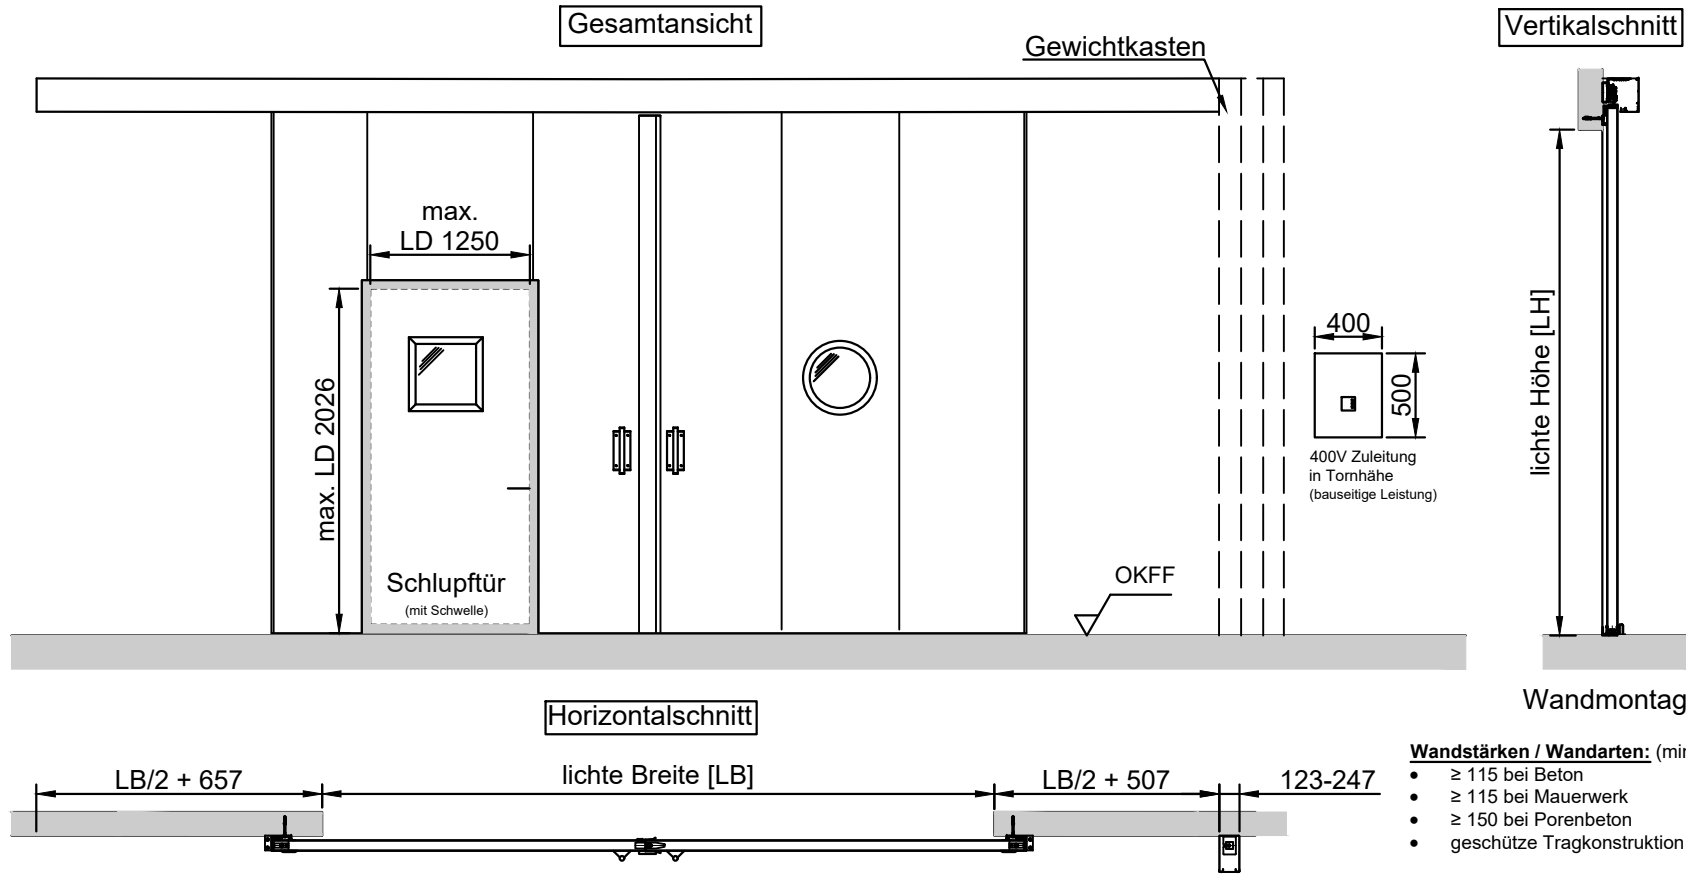 Gesamtansicht
Vertikalschnitt
Gewichtkasten
max.
LD 1250
max. LD 2026
Schlupftür
(mit Schwelle)
OKFF
400
500
400V Zuleitung
in Tornhähe
(bauseitige Leistung)
lichte Höhe [LH]
Horizontalschnitt
LB/2 + 657
lichte Breite [LB]
LB/2 + 507
123-247
Wandmontag
Wandstärken / Wandarten: (min
• ≥ 115 bei Beton
• ≥ 115 bei Mauerwerk
• ≥ 150 bei Porenbeton
• geschütze Tragkonstruktion